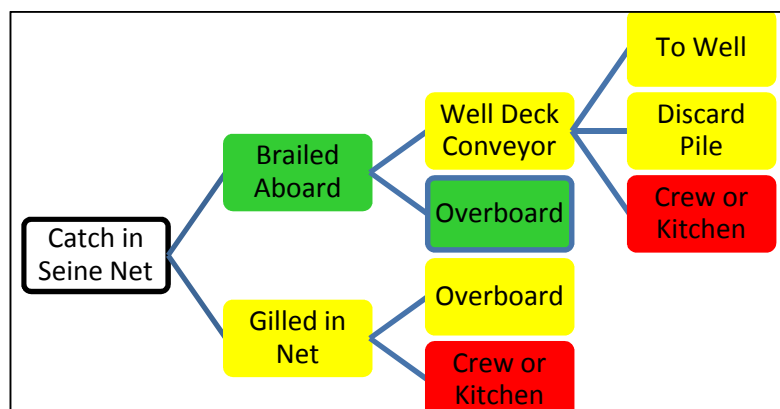 Catch in
Seine Net
Brailed
Aboard
Gilled in
Net
Well Deck
Conveyor
Overboard
Overboard
Crew or
Kitchen
To Well
Discard
Pile
Crew or
Kitchen